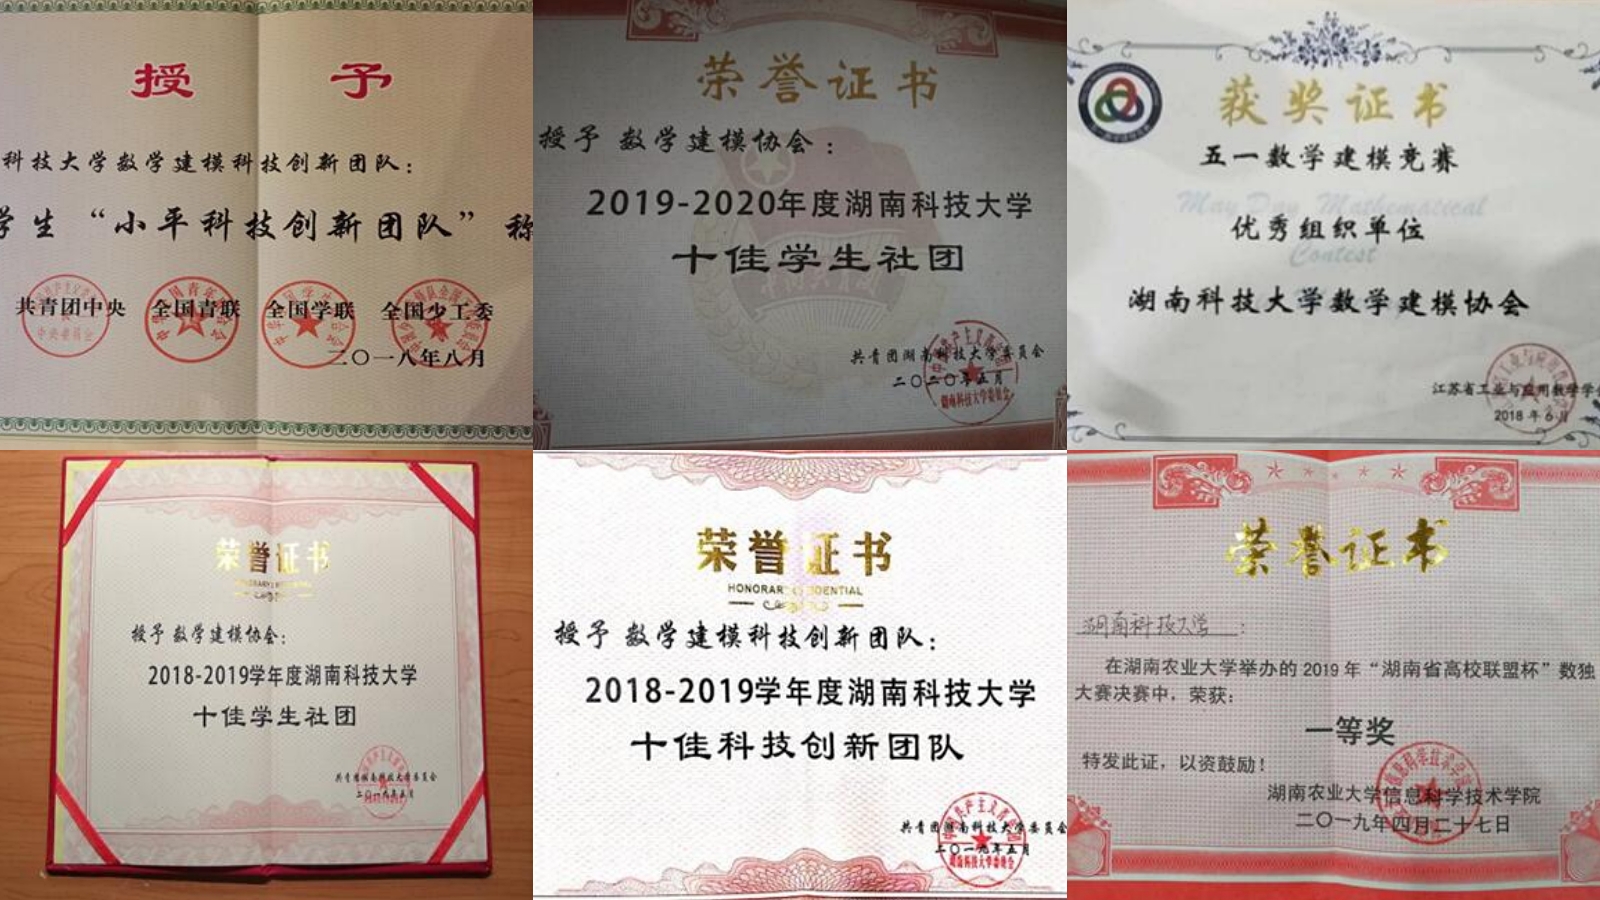 授 予
科技大学数学建模科技创新团队：
学生“小平科技创新团队”称
共青团中央 全国青联 全国学联 全国少工委
二〇一八年八月
荣誉证书
授予 数学建模协会：
2019-2020年度湖南科技大学
十佳学生社团
共青团湖南科技大学委员会
二〇二〇年五月
获奖证书
五一数学建模竞赛
May Day Mathematical
优秀组织单位
Contest
湖南科技大学数学建模协会
江苏省工业与应用数学学
2018 年 6 月
荣誉证书
授予 数学建模协会：
2018-2019学年度湖南科技大学
十佳学生社团
共青团湖南科技大学委员会
二〇一九年五月
荣誉证书
授予 数学建模科技创新团队：
2018-2019学年度湖南科技大学
十佳科技创新团队
共青团湖南科技大学委员会
二〇一九年五月
荣誉证书
湖南科技大学：
在湖南农业大学举办的 2019 年“湖南省高校联盟杯”数独
大赛决赛中，荣获：
一等奖
特发此证，以资鼓励！
湖南农业大学信息科学技术学院
二〇一九年四月二十七日